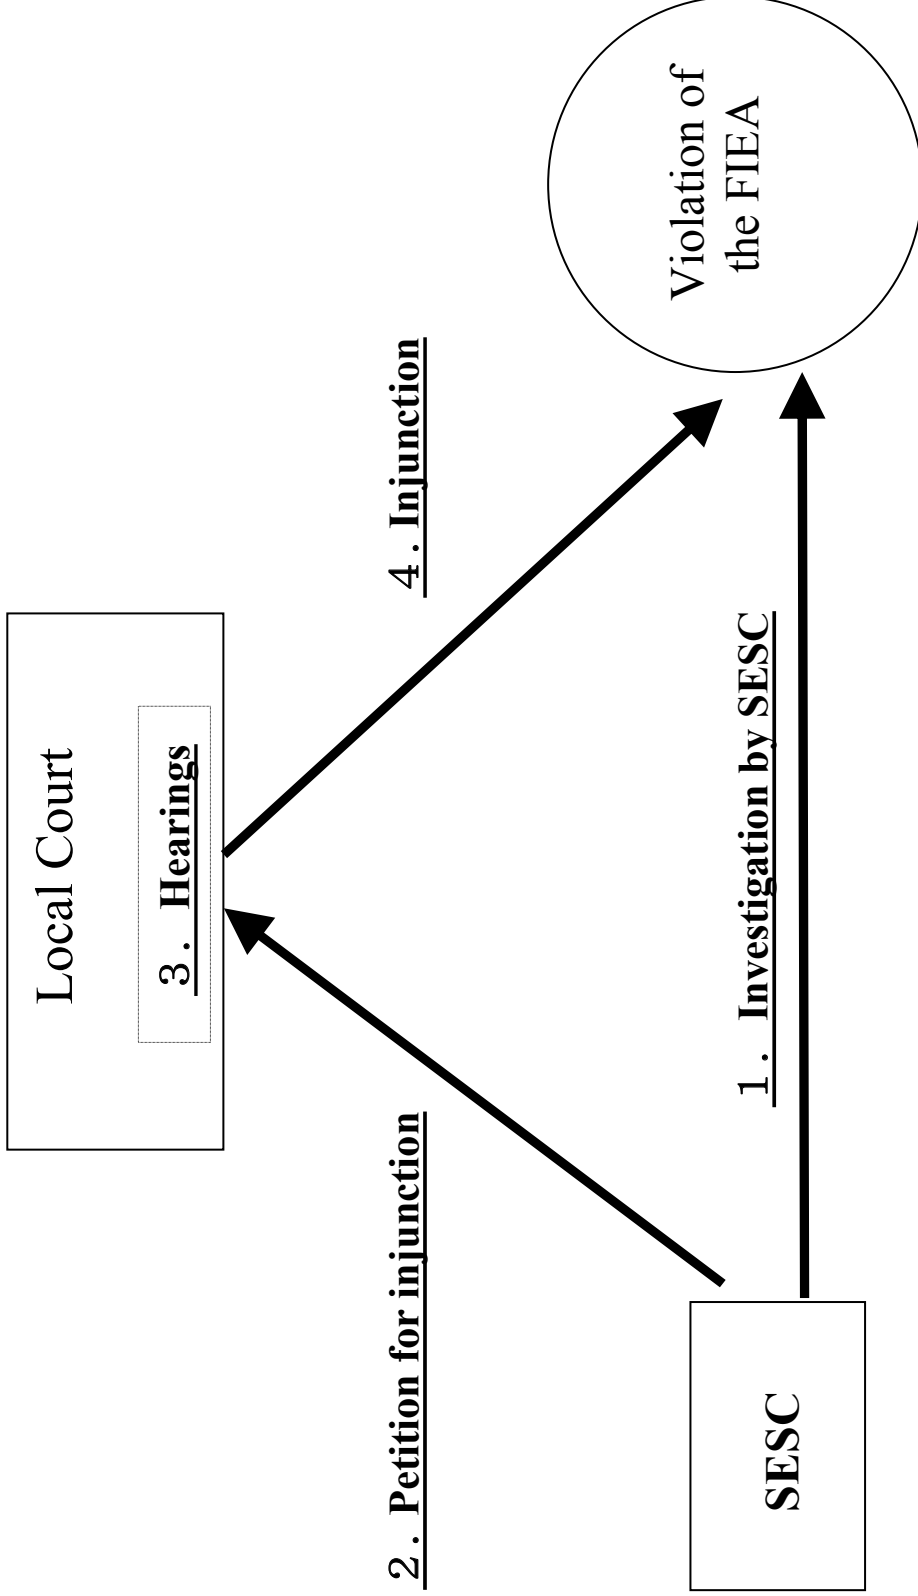 Local Court
３. Hearings
２. Petition for injunction
４. Injunction
Violation of
the FIEA
１. Investigation by SESC
SESC